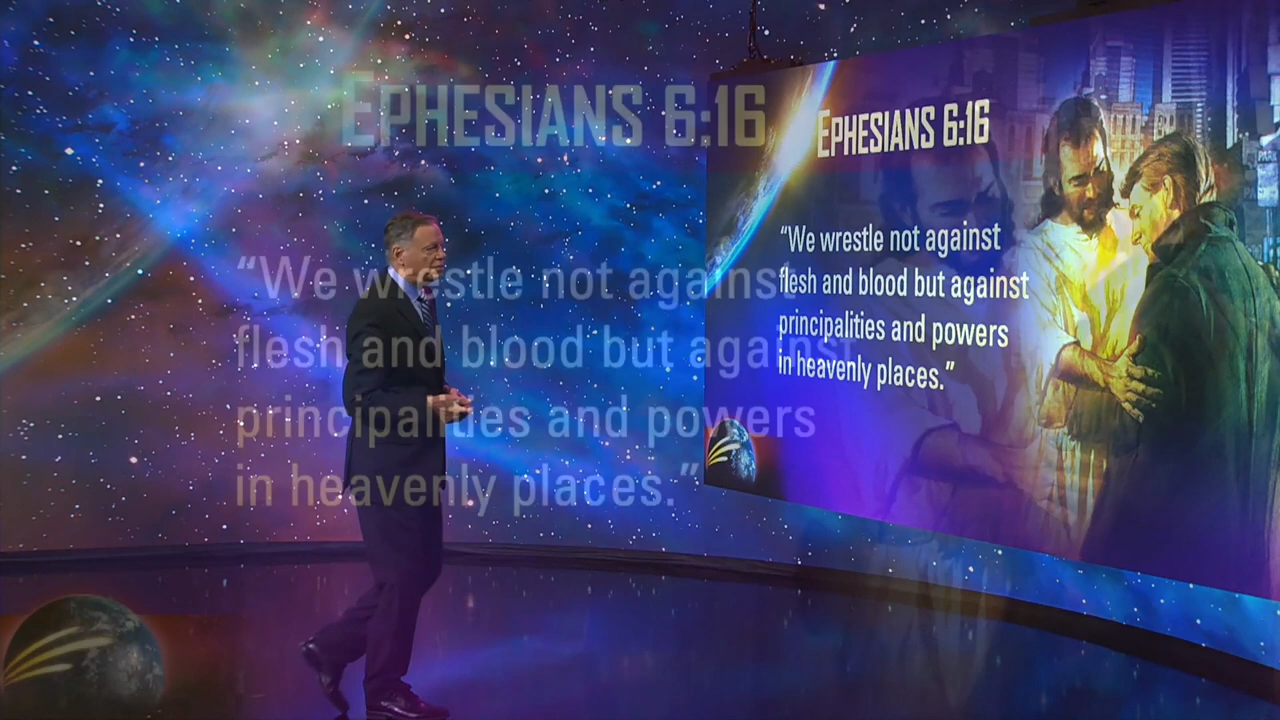 EPHESIANS 6:16
“We wrestle not against
flesh and blood but against
principalities and powers
in heavenly places.”
EPHESIANS 6:16
“We wrestle not against
flesh and blood but against
principalities and powers
in heavenly places.”
PARK